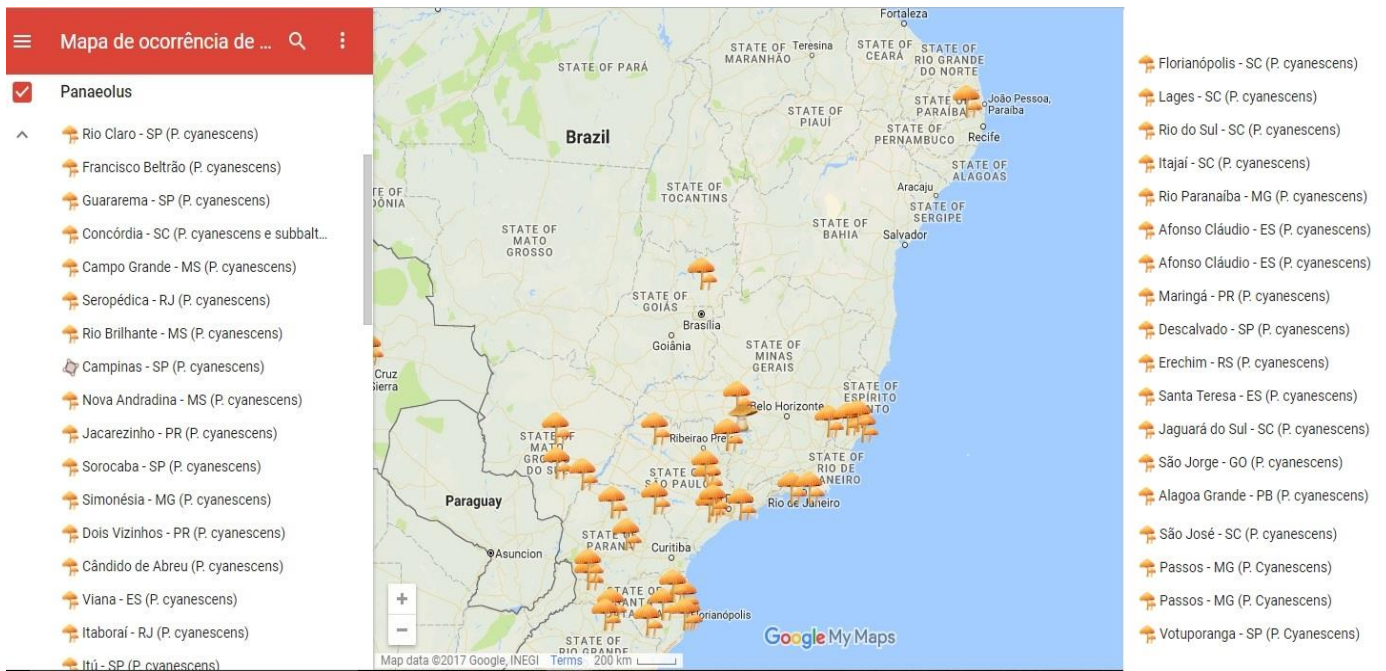 Mapa de ocorrência de ...
Panaeolus
Rio Claro - SP (P. cyanescens)
Francisco Beltrão (P. cyanescens)
Guararema - SP (P. cyanescens)
Concórdia - SC (P. cyanescens e subbalt...
Campo Grande - MS (P. cyanescens)
Seropédica - RJ (P. cyanescens)
Rio Brilhante - MS (P. cyanescens)
Campinas - SP (P. cyanescens)
Nova Andradina - MS (P. cyanescens)
Jacarezinho - PR (P. cyanescens)
Sorocaba - SP (P. cyanescens)
Simonésia - MG (P. cyanescens)
Dois Vizinhos - PR (P. cyanescens)
Cândido de Abreu (P. cyanescens)
Viana - ES (P. cyanescens)
Itaboraí - RJ (P. cyanescens)
Itú - SP (P. cyanescens)
Fortaleza
STATE OF MARANHÃO
Teresina
STATE OF CEARÁ
STATE OF RIO GRANDE DO NORTE
STATE OF PARÁ
STATE OF PARAÍBA
João Pessoa, Paraíba
STATE OF PIAUÍ
Brazil
STATE OF PERNAMBUCO
Recife
STATE OF ALAGOAS
STATE OF TOCANTINS
Aracaju
STATE OF SERGIPE
STATE OF MATO GROSSO
STATE OF BAHIA
Salvador
STATE OF GOIÁS
Brasília
Goiânia
STATE OF MINAS GERAIS
Cruz
STATE OF
Belo Horizonte
Ribeirao Pre
STATE OF
RIO DE
Rio de Janeiro
Paraguay
Asuncion
Curitiba
STATE OF
Map data ©2017 Google, INEGI Terms 200 km
Google My Maps
Florianópolis - SC (P. cyanescens)
Lages - SC (P. cyanescens)
Rio do Sul - SC (P. cyanescens)
Itajaí - SC (P. cyanescens)
Rio Paranaíba - MG (P. cyanescens)
Afonso Cláudio - ES (P. cyanescens)
Afonso Cláudio - ES (P. cyanescens)
Maringá - PR (P. cyanescens)
Descalvado - SP (P. cyanescens)
Erechim - RS (P. cyanescens)
Santa Teresa - ES (P. cyanescens)
Jaguará do Sul - SC (P. cyanescens)
São Jorge - GO (P. cyanescens)
Alagoa Grande - PB (P. cyanescens)
São José - SC (P. cyanescens)
Passos - MG (P. cyanescens)
Passos - MG (P. cyanescens)
Votuporanga - SP (P. Cyanescens)